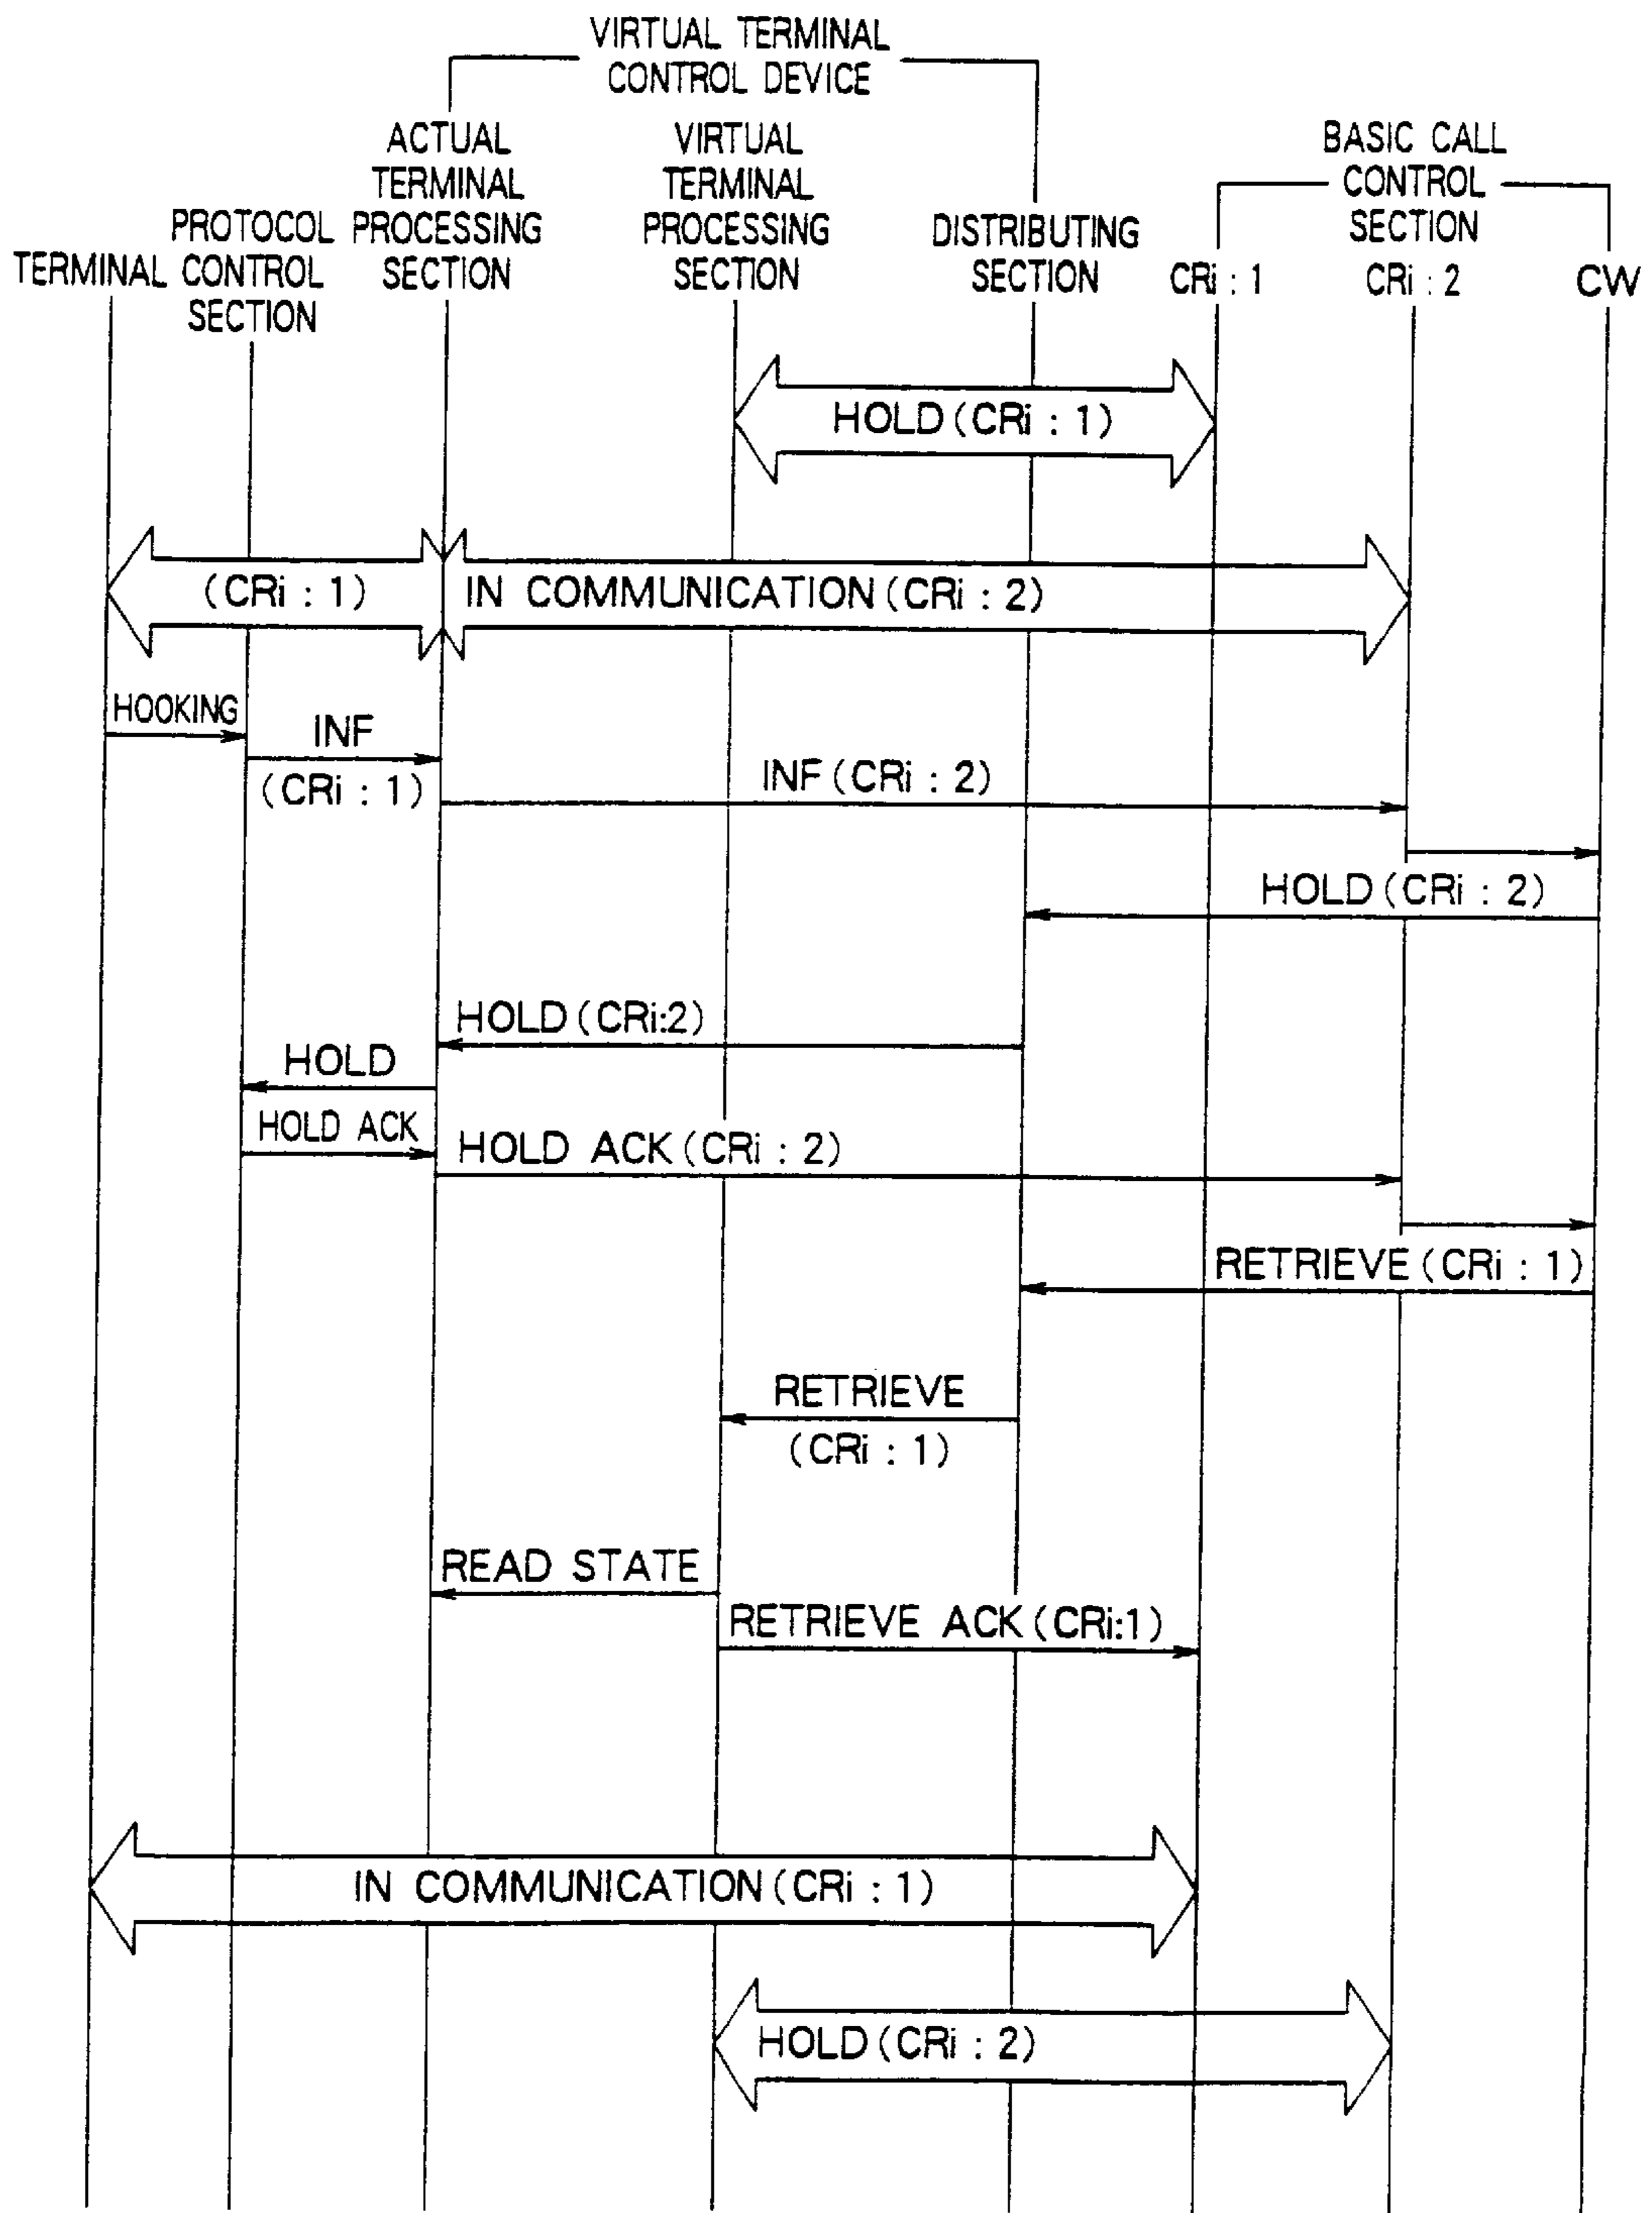 VIRTUAL TERMINAL
CONTROL DEVICE
ACTUAL
TERMINAL
PROCESSING
SECTION
VIRTUAL
TERMINAL
PROCESSING
SECTION
BASIC CALL
CONTROL
SECTION
TERMINAL
PROTOCOL
CONTROL
SECTION
DISTRIBUTING
SECTION
CRi : 1
CRi : 2
CW
HOLD (CRi : 1)
(CRi : 1)
IN COMMUNICATION (CRi : 2)
HOOKING
INF
(CRi : 1)
INF (CRi : 2)
HOLD (CRi : 2)
HOLD (CRi:2)
HOLD
HOLD ACK
HOLD ACK (CRi : 2)
RETRIEVE (CRi : 1)
RETRIEVE
(CRi : 1)
READ STATE
RETRIEVE ACK (CRi:1)
IN COMMUNICATION (CRi : 1)
HOLD (CRi : 2)